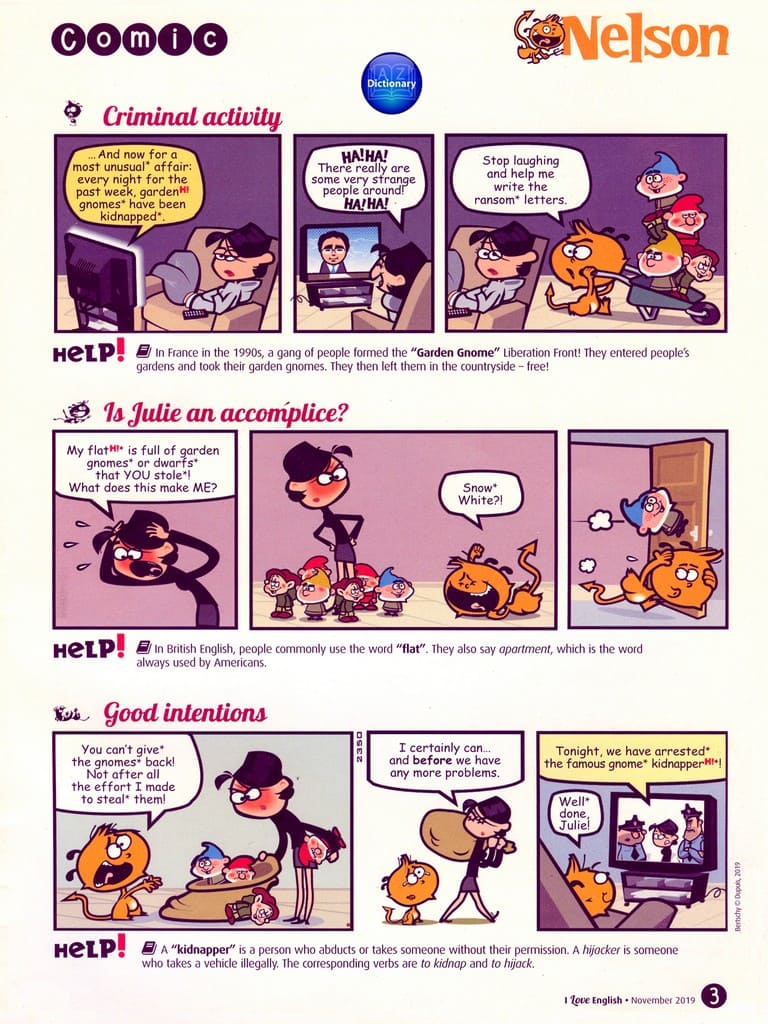 Comic
Nelson
AZ
Dictionary
Criminal activity
...And now for a
most unusual* affair:
every night for the
past week, gardenH!
gnomes* have been
kidnapped*.
HA!HA!
There really are
some very strange
people around!
HA!HA!
Stop laughing
and help me
write the
ransom* letters.
HELP! In France in the 1990s, a gang of people formed the “Garden Gnome” Liberation Front! They entered people’s
gardens and took their garden gnomes. They then left them in the countryside – free!
Is Julie an accomplice?
My flatH!* is full of garden
gnomes* or dwarfs*
that YOU stole*!
What does this make ME?
Snow*
White?!
HELP! In British English, people commonly use the word “flat”. They also say apartment, which is the word
always used by Americans.
Good intentions
You can’t give*
the gnomes* back!
Not after all
the effort I made
to steal* them!
2350
I certainly can...
and before we have
any more problems.
Tonight, we have arrested*
the famous gnome* kidnapperH!*!
Well*
done,
Julie!
Bertschy © Dupuis, 2019
HELP! A “kidnapper” is a person who abducts or takes someone without their permission. A hijacker is someone
who takes a vehicle illegally. The corresponding verbs are to kidnap and to hijack.
I Love English • November 2019 3